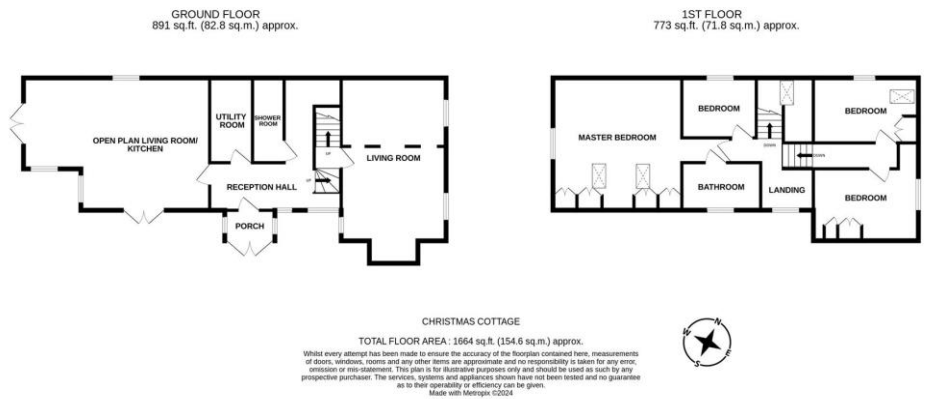 GROUND FLOOR
891 sq.ft. (82.8 sq.m.) approx.
UTILITY
ROOM
SHOWER
ROOM
OPEN PLAN LIVING ROOM/
KITCHEN
UP
LIVING ROOM
RECEPTION HALL
UP
PORCH
1ST FLOOR
773 sq.ft. (71.8 sq.m.) approx.
BEDROOM
BEDROOM
MASTER BEDROOM
DOWN
DOWN
BATHROOM
LANDING
BEDROOM
CHRISTMAS COTTAGE
TOTAL FLOOR AREA : 1664 sq.ft. (154.6 sq.m.) approx.
Whilst every attempt has been made to ensure the accuracy of the floorplan contained here, measurements
of doors, windows, rooms and any other items are approximate and no responsibility is taken for any error,
omission or mis-statement. This plan is for illustrative purposes only and should be used as such by any
prospective purchaser. The services, systems and appliances shown have not been tested and no guarantee
as to their operability or efficiency can be given.
Made with Metropix ©2024
N
W
E
S